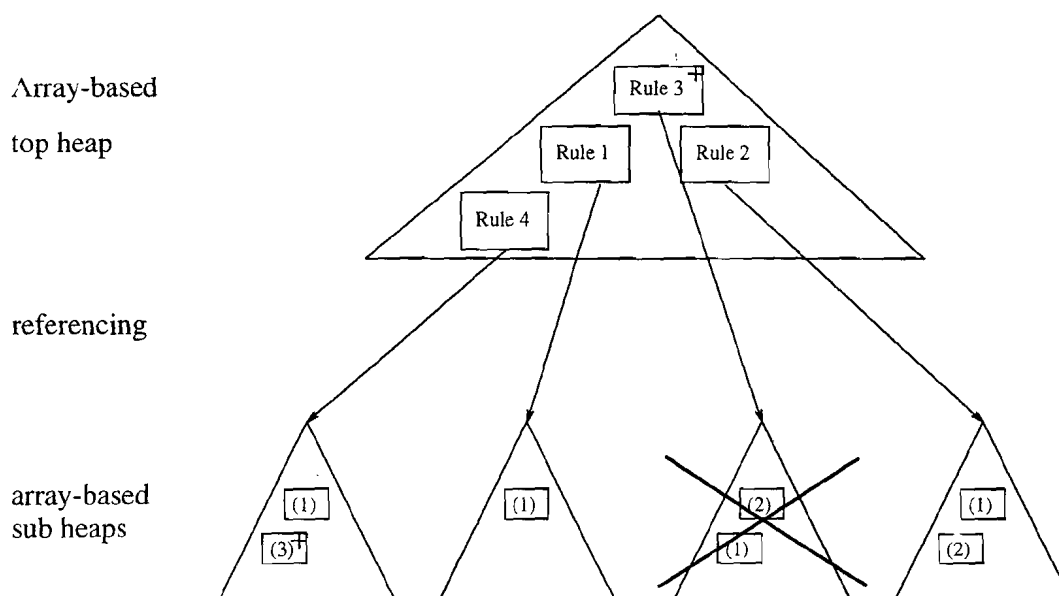 Array-based
top heap
Rule 3
Rule 1
Rule 2
Rule 4
referencing
array-based
sub heaps
(1)
(3)
(1)
(2)
(1)
(1)
(2)